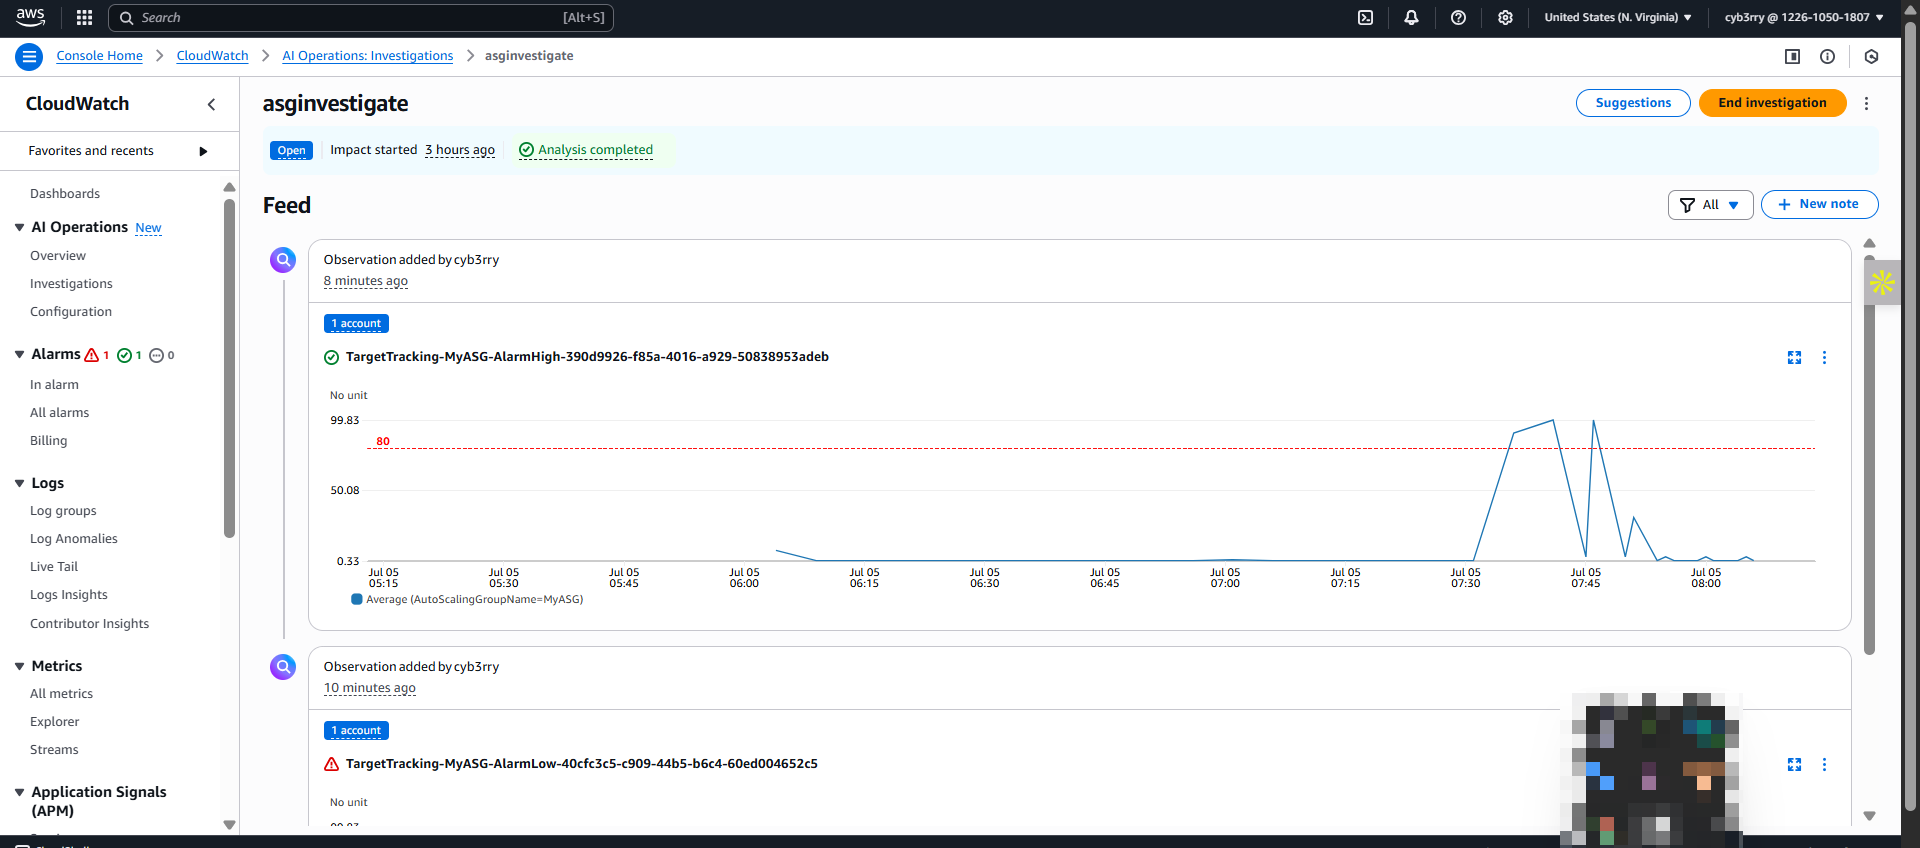 aws
Search [Alt+S]
United States (N. Virginia)
cyb3rry @ 1226-1050-1807
Console Home
CloudWatch
AI Operations: Investigations
asginvestigate
CloudWatch
Favorites and recents
Dashboards
AI Operations New
Overview
Investigations
Configuration
Alarms 1 1 0
In alarm
All alarms
Billing
Logs
Log groups
Log Anomalies
Live Tail
Logs Insights
Contributor Insights
Metrics
All metrics
Explorer
Streams
Application Signals
(APM)
asginvestigate
Suggestions
End investigation
Open
Impact started 3 hours ago
Analysis completed
Feed
All
New note
Observation added by cyb3rry
8 minutes ago
1 account
TargetTracking-MyASG-AlarmHigh-390d9926-f85a-4016-a929-50838953adeb
No unit
99.83
80
50.08
0.33
Jul 05 05:15
Jul 05 05:30
Jul 05 05:45
Jul 05 06:00
Jul 05 06:15
Jul 05 06:30
Jul 05 06:45
Jul 05 07:00
Jul 05 07:15
Jul 05 07:30
Jul 05 07:45
Jul 05 08:00
Average (AutoScalingGroupName=MyASG)
Observation added by cyb3rry
10 minutes ago
1 account
TargetTracking-MyASG-AlarmLow-40cfc3c5-c909-44b5-b6c4-60ed004652c5
No unit
99.83